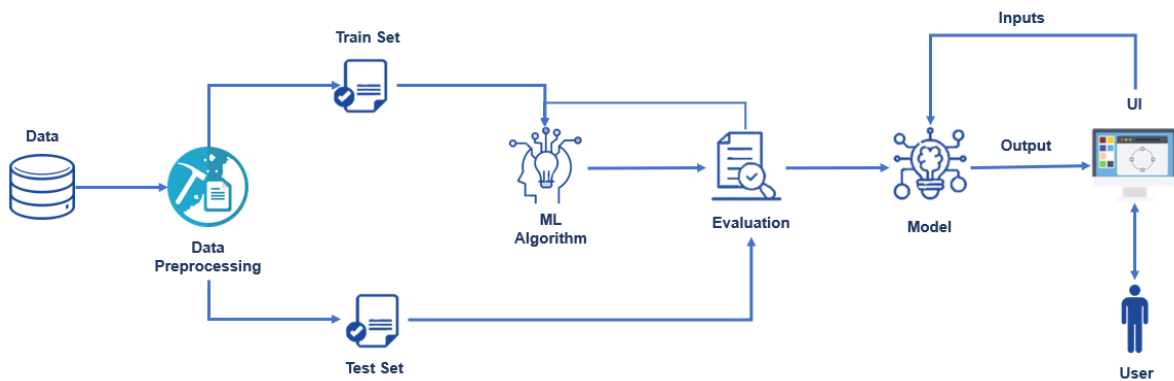 Inputs
Train Set
UI
Data
Output
ML
Algorithm
Evaluation
Model
Data
Preprocessing
Test Set
User